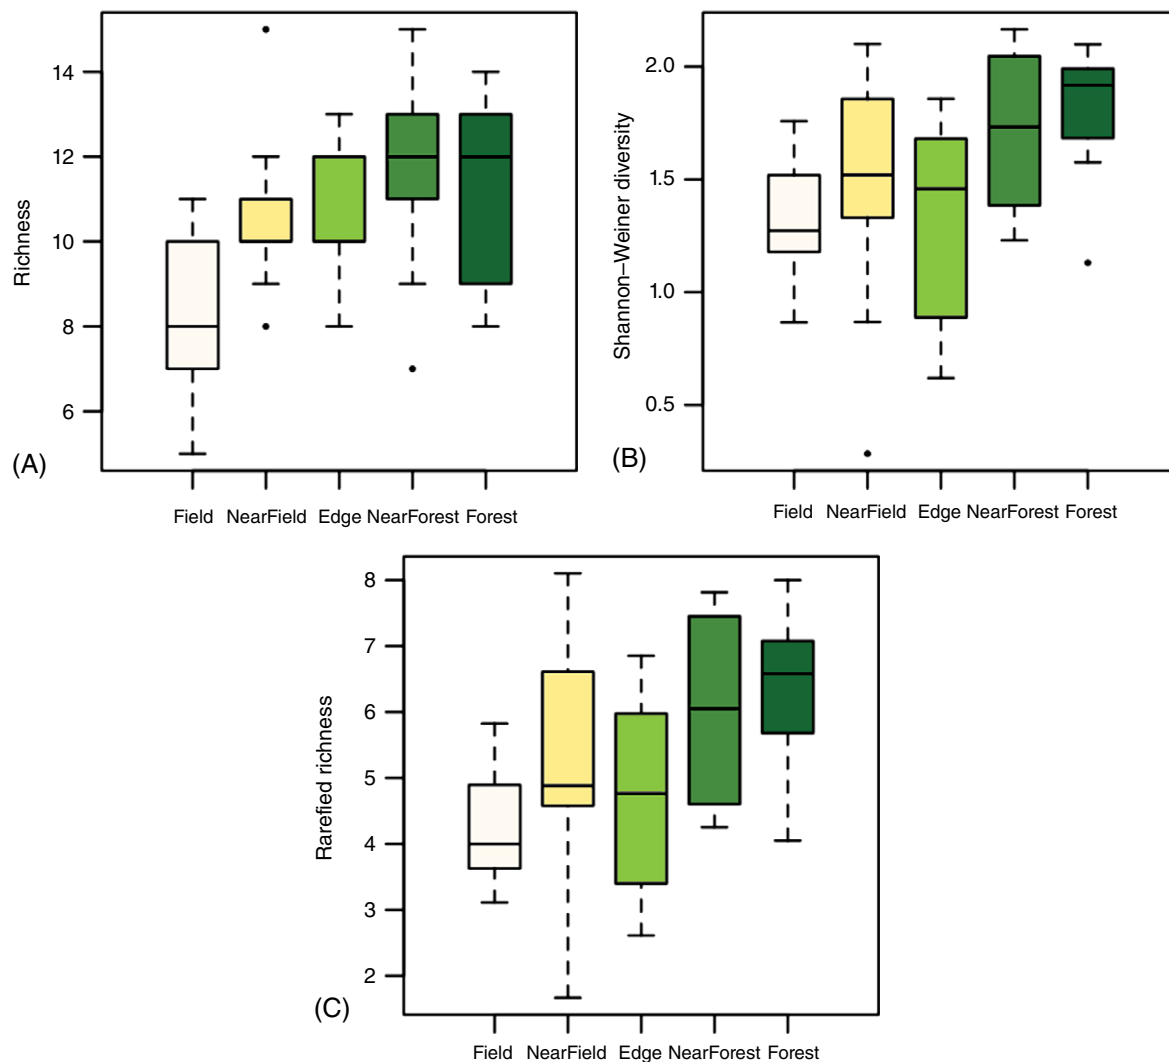 Richness
14
12
10
8
6
(A)
Field NearField Edge NearForest Forest
Shannon–Weiner diversity
2.0
1.5
1.0
0.5
(B)
Field NearField Edge NearForest Forest
Rarefied richness
8
7
6
5
4
3
2
(C)
Field NearField Edge NearForest Forest